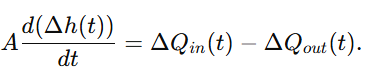 A d(Δh(t))/dt = ΔQ_in(t) − ΔQ_out(t).